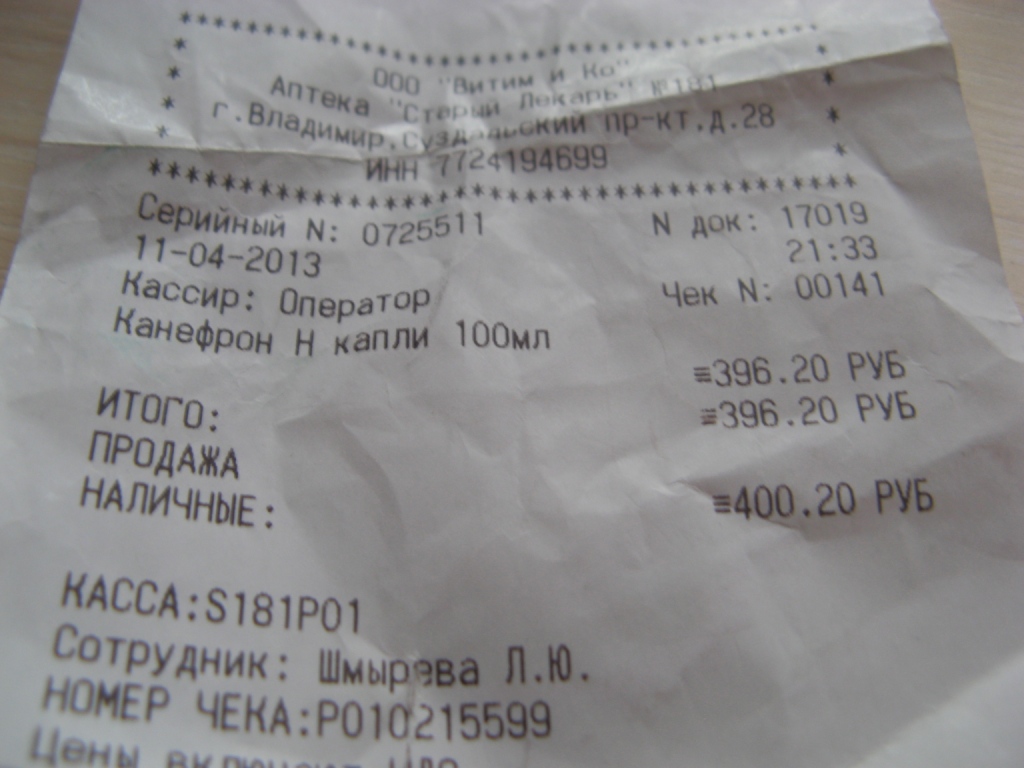 ************************************
* ООО "Витим и Ко" *
* Аптека "Старый Лекарь" №181 *
* г.Владимир,Суздальский пр-кт,д.28 *
* ИНН 7724194699 *
************************************
Серийный N: 0725511 N док: 17019
11-04-2013 21:33
Кассир: Оператор Чек N: 00141
Канефрон Н капли 100мл
≡396.20 РУБ
ИТОГО: ≡396.20 РУБ
ПРОДАЖА
НАЛИЧНЫЕ: ≡400.20 РУБ
КАССА:S181P01
Сотрудник: Шмырева Л.Ю.
НОМЕР ЧЕКА:P010215599
Цены